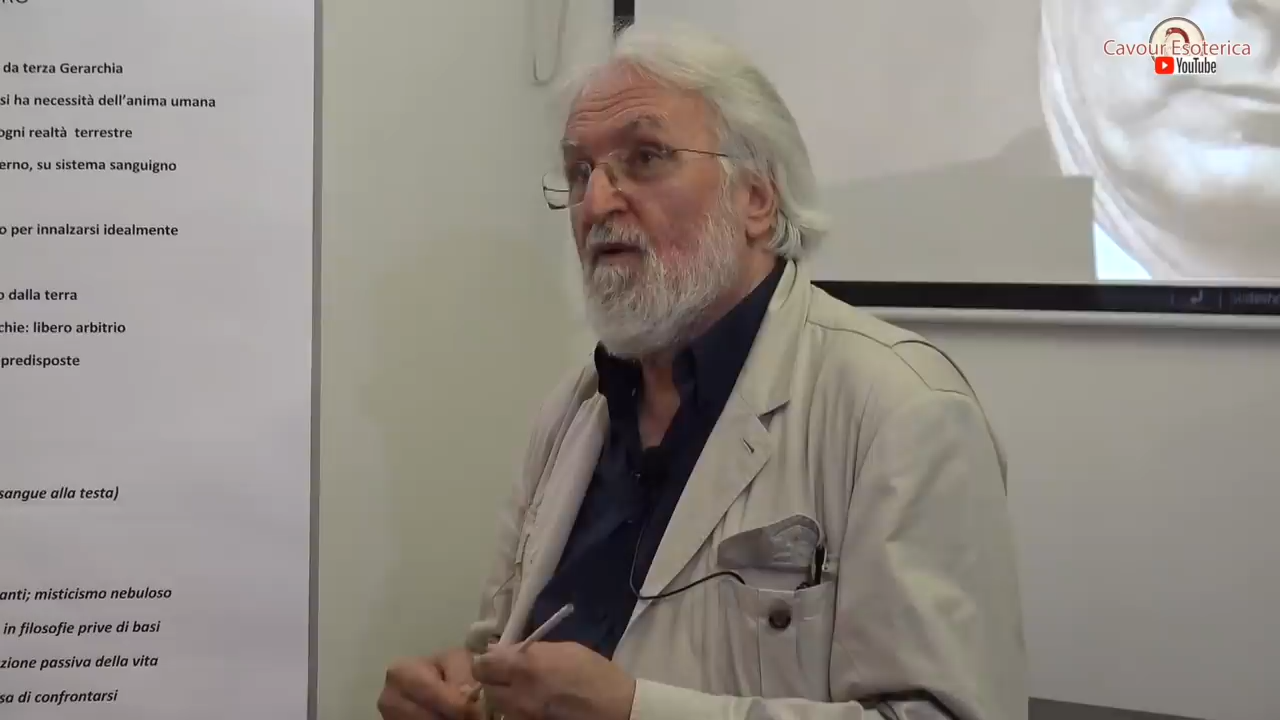 da terza Gerarchia
si ha necessità dell'anima umana
ogni realtà terrestre
erno, su sistema sanguigno
o per innalzarsi idealmente
o dalla terra
chie: libero arbitrio
predisposte
sangue alla testa)
anti; misticismo nebuloso
in filosofie prive di basi
zione passiva della vita
sa di confrontarsi
Cavour Esoterica
YouTube